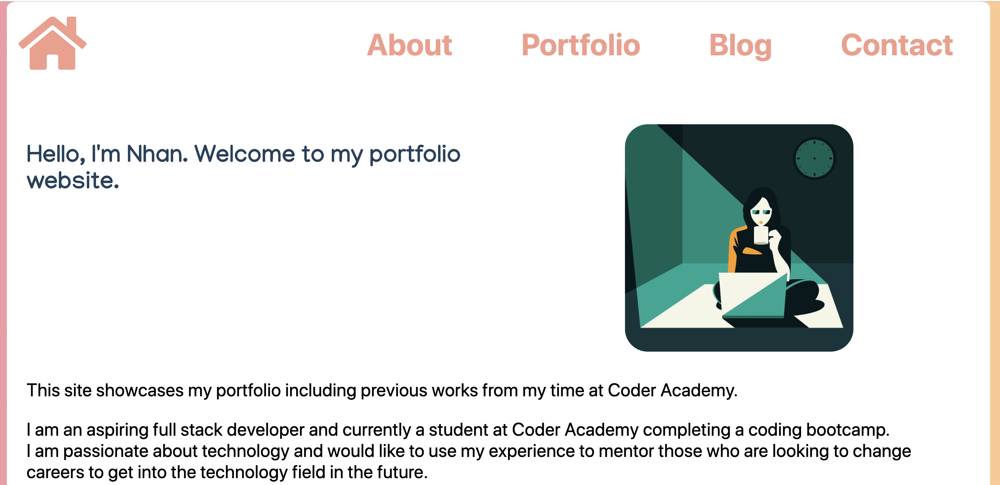 About Portfolio Blog Contact
Hello, I'm Nhan. Welcome to my portfolio
website.
This site showcases my portfolio including previous works from my time at Coder Academy.
I am an aspiring full stack developer and currently a student at Coder Academy completing a coding bootcamp.
I am passionate about technology and would like to use my experience to mentor those who are looking to change
careers to get into the technology field in the future.